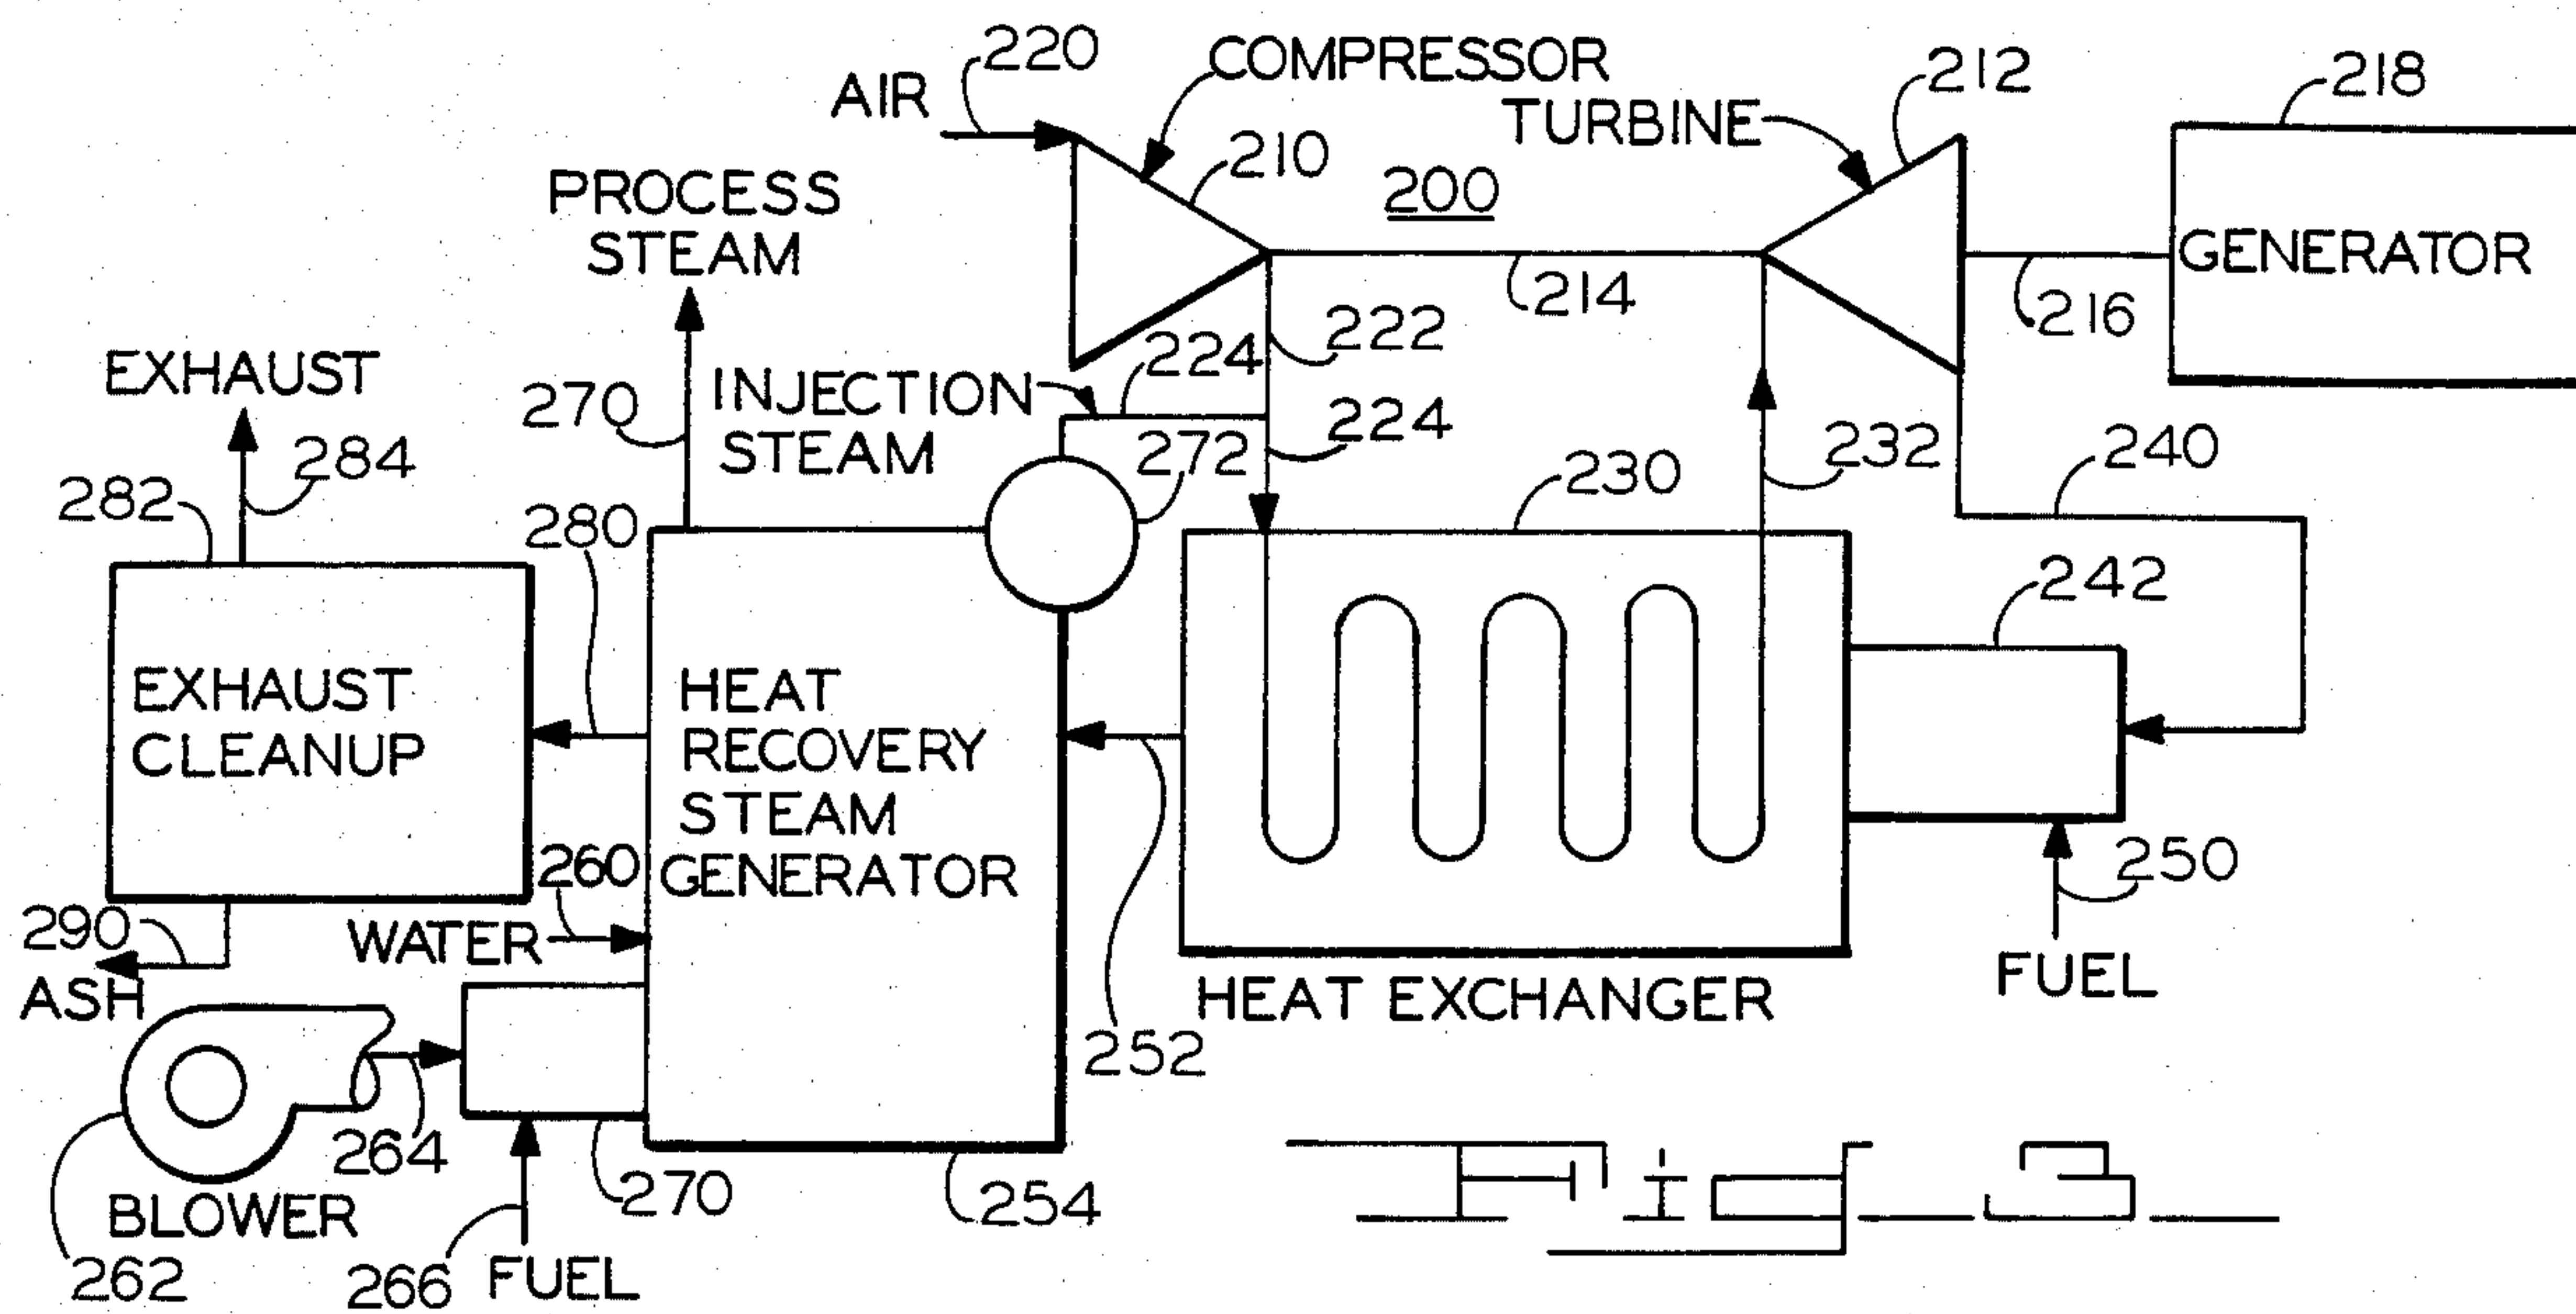 220
COMPRESSOR
AIR
TURBINE
212
218
210
PROCESS
STEAM
200
GENERATOR
214
216
222
224
EXHAUST
INJECTION
STEAM
270
224
272
284
282
280
230
232
240
242
EXHAUST
CLEANUP
HEAT
RECOVERY
STEAM
GENERATOR
260
250
290
WATER
ASH
FUEL
HEAT EXCHANGER
252
264
270
254
BLOWER
262
266
FUEL
Fig_3_